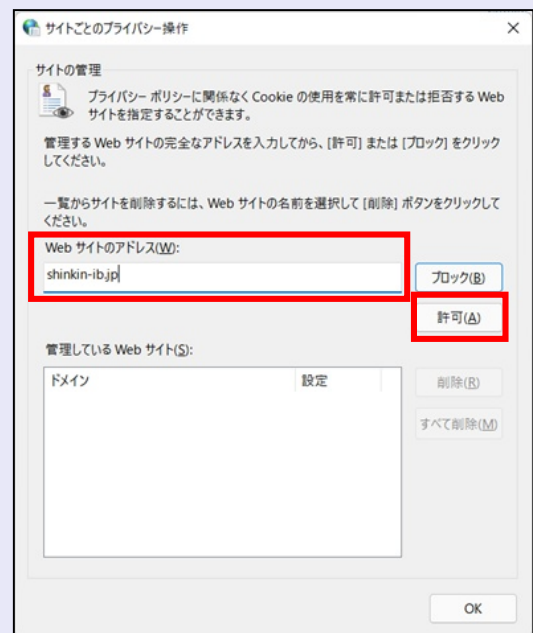 サイトごとのプライバシー操作
サイトの管理
プライバシー ポリシーに関係なく Cookie の使用を常に許可または拒否する Web
サイトを指定することができます。
管理する Web サイトの完全なアドレスを入力してから、[許可] または [ブロック] をクリック
してください。
一覧からサイトを削除するには、Web サイトの名前を選択して [削除] ボタンをクリックして
ください。
Web サイトのアドレス(W):
shinkin-ib.jp
ブロック(B)
許可(A)
管理している Web サイト(S):
ドメイン 設定
削除(R)
すべて削除(M)
OK